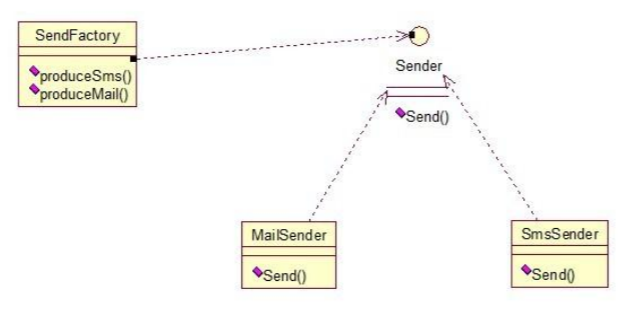 SendFactory
produceSms()
produceMail()
Sender
Send()
MailSender
Send()
SmsSender
Send()